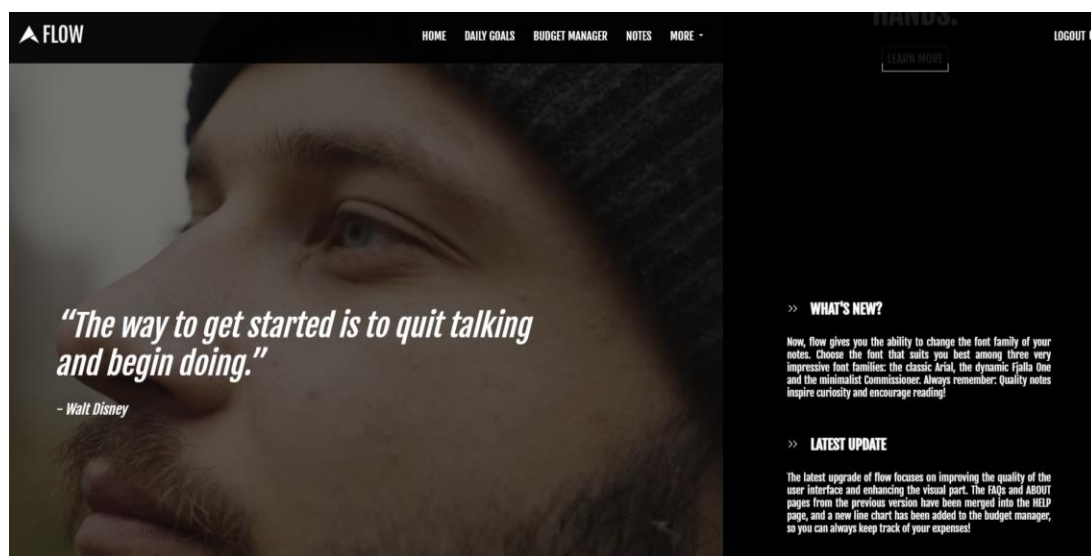 FLOW
HOME DAILY GOALS BUDGET MANAGER NOTES MORE
HANDS.
LOGOUT
LEARN MORE
“The way to get started is to quit talking
and begin doing.”
- Walt Disney
>> WHAT'S NEW?
Now, flow gives you the ability to change the font family of your
notes. Choose the font that suits you best among three very
impressive font families: the classic Arial, the dynamic Fjalla One
and the minimalist Commissioner. Always remember: Quality notes
inspire curiosity and encourage reading!
>> LATEST UPDATE
The latest upgrade of flow focuses on improving the quality of the
user interface and enhancing the visual part. The FAQs and ABOUT
pages from the previous version have been merged into the HELP
page, and a new line chart has been added to the budget manager,
so you can always keep track of your expenses!